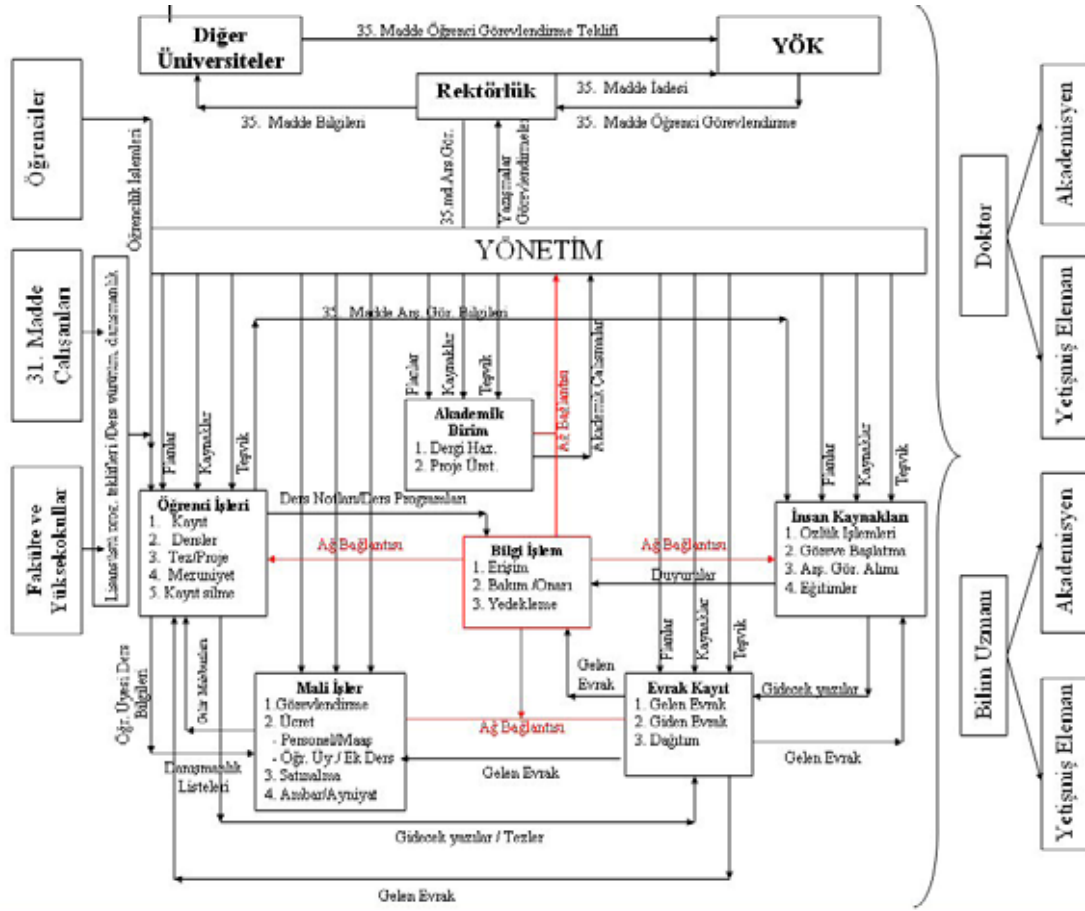 Diğer
Üniversiteler
35. Madde Öğrenci Görevlendirme Teklifi
YÖK
Rektörlük
35. Madde İadesi
35. Madde Bilgileri
35. Madde Öğrenci Görevlendirme
Öğrenciler
Öğrencilik İşlemleri
35.md.Arş.Gör.
Yazışmalar
Görevlendirmeler
YÖNETİM
31. Madde
Çalışanları
Fakülte ve
Yüksekokullar
35. Madde Arş. Gör. Bilgileri
Planlar
Kaynaklar
Teşvik
Planlar
Kaynaklar
Teşvik
Ağ Bağlantısı
Akademik Çalışmalar
Planlar
Kaynaklar
Teşvik
Akademik
Birim
1. Dergi Haz.
2. Proje Üret.
Öğrenci İşleri
1. Kayıt
2. Dersler
3. Tez/Proje
4. Mezuniyet
5. Kayıt silme
Ders Notları/Ders Programları
Ağ Bağlantısı
Bilgi İşlem
1. Erişim
2. Bakım /Onarı
3. Yedekleme
Ağ Bağlantısı
Duyurular
İnsan Kaynakları
1. Özlük İşlemleri
2. Göreve Başlatma
3. Arş. Gör. Alımı
4. Eğitimler
Planlar
Kaynaklar
Teşvik
Öğr. Üyesi Ders
Bilgileri
Mali İşler
1.Görevlendirme
2. Ücret
- Personel/Maaş
- Öğr. Üy./ Ek Ders
3. Satınalma
4. Ambar/Ayniyat
Ağ Bağlantısı
Gelen
Evrak
Evrak Kayıt
1. Gelen Evrak
2. Giden Evrak
3. Dağıtım
Gidecek yazılar
Gelen Evrak
Gelen Evrak
Danışmanlık
Listeleri
Gidecek yazılar / Tezler
Gelen Evrak
Doktor
Akademisyen
Yetişmiş Eleman
Bilim Uzmanı
Akademisyen
Yetişmiş Eleman